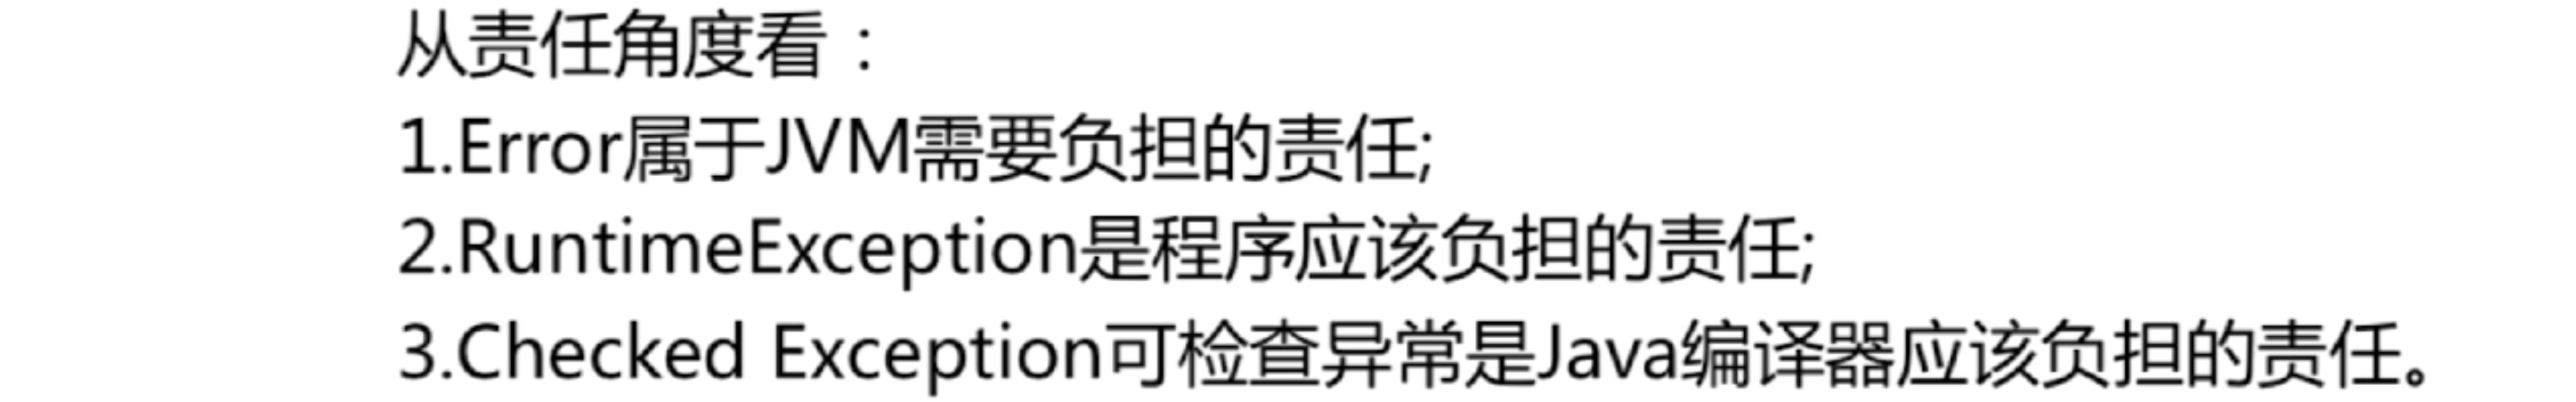 从责任角度看：
1.Error属于JVM需要负担的责任;
2.RuntimeException是程序应该负担的责任;
3.Checked Exception可检查异常是Java编译器应该负担的责任。